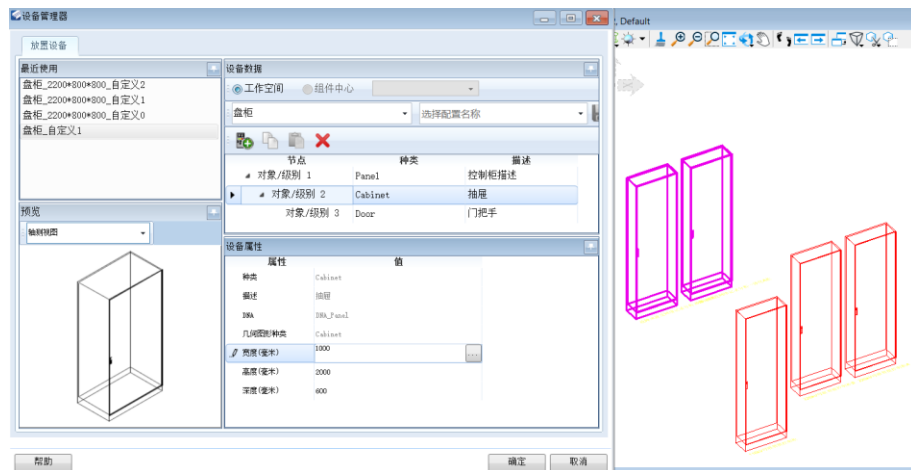 设备管理器
, Default
放置设备
最近使用
盘柜_2200*800*800_自定义2
盘柜_2200*800*800_自定义1
盘柜_2200*800*800_自定义0
盘柜_自定义1
预览
轴测视图
设备数据
工作空间 组件中心
盘柜 选择配置名称
节点 种类 描述
对象/级别 1 Panel 控制柜描述
对象/级别 2 Cabinet 抽屉
对象/级别 3 Door 门把手
设备属性
属性 值
种类 Cabinet
描述 抽屉
DNA DNA_Panel
几何图形种类 Cabinet
宽度(毫米) 1000
高度(毫米) 2000
深度(毫米) 600
帮助 确定 取消